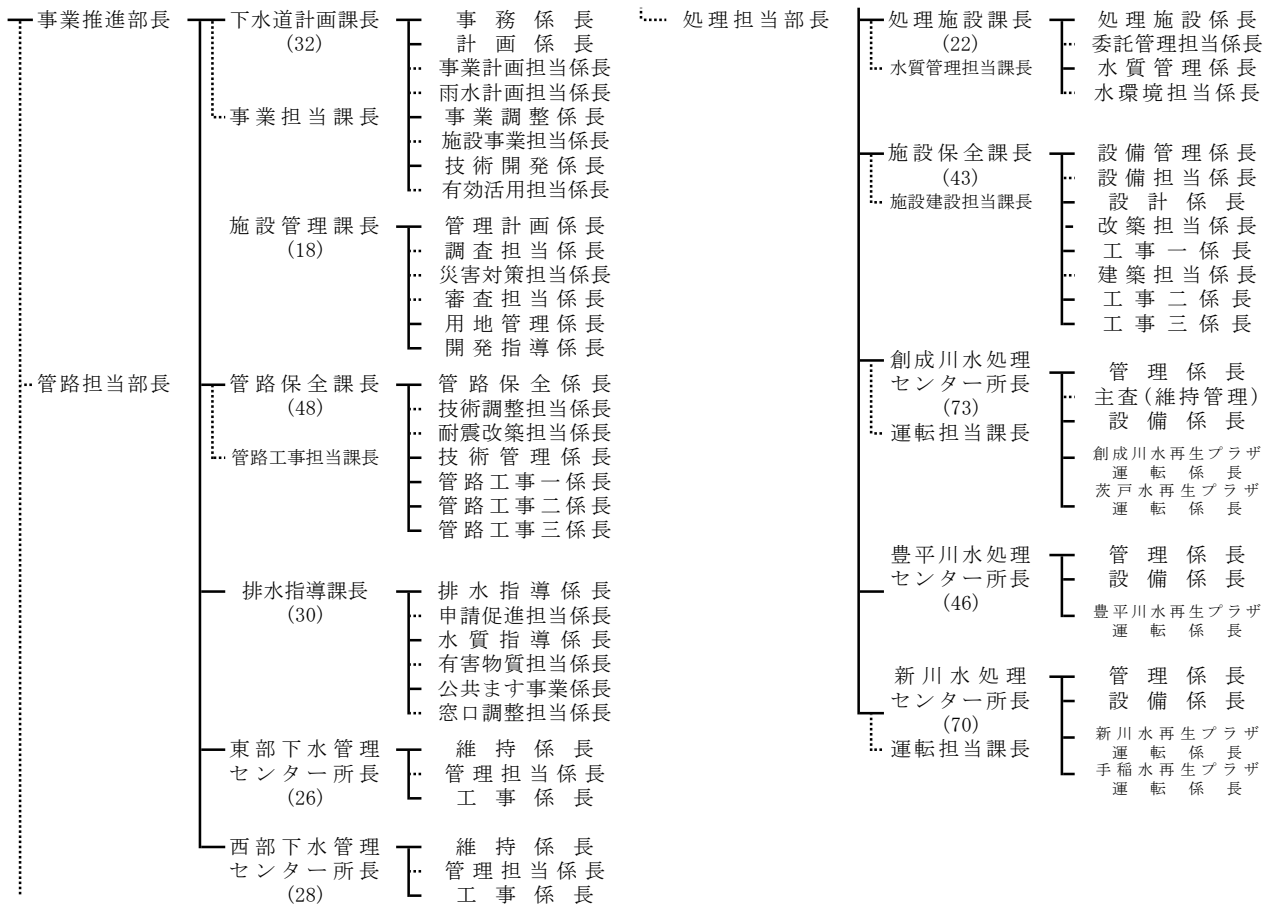 事業推進部長
下水道計画課長
(32)
事務係長
計画係長
事業計画担当係長
雨水計画担当係長
事業担当課長
事業調整係長
施設事業担当係長
技術開発係長
有効活用担当係長
施設管理課長
(18)
管理計画係長
調査担当係長
災害対策担当係長
審査担当係長
用地管理係長
開発指導係長
管路担当部長
管路保全課長
(48)
管路保全係長
技術調整担当係長
耐震改築担当係長
管路工事担当課長
技術管理係長
管路工事一係長
管路工事二係長
管路工事三係長
排水指導課長
(30)
排水指導係長
申請促進担当係長
水質指導係長
有害物質担当係長
公共ます事業係長
窓口調整担当係長
東部下水管理
センター所長
(26)
維持係長
管理担当係長
工事係長
西部下水管理
センター所長
(28)
維持係長
管理担当係長
工事係長
処理担当部長
処理施設課長
(22)
水質管理担当課長
処理施設係長
委託管理担当係長
水質管理係長
水環境担当係長
施設保全課長
(43)
施設建設担当課長
設備管理係長
設備担当係長
設計係長
改築担当係長
工事一係長
建築担当係長
工事二係長
工事三係長
創成川水処理
センター所長
(73)
運転担当課長
管理係長
主査(維持管理)
設備係長
創成川水再生プラザ
運転係長
茨戸水再生プラザ
運転係長
豊平川水処理
センター所長
(46)
管理係長
設備係長
豊平川水再生プラザ
運転係長
新川水処理
センター所長
(70)
運転担当課長
管理係長
設備係長
新川水再生プラザ
運転係長
手稲水再生プラザ
運転係長